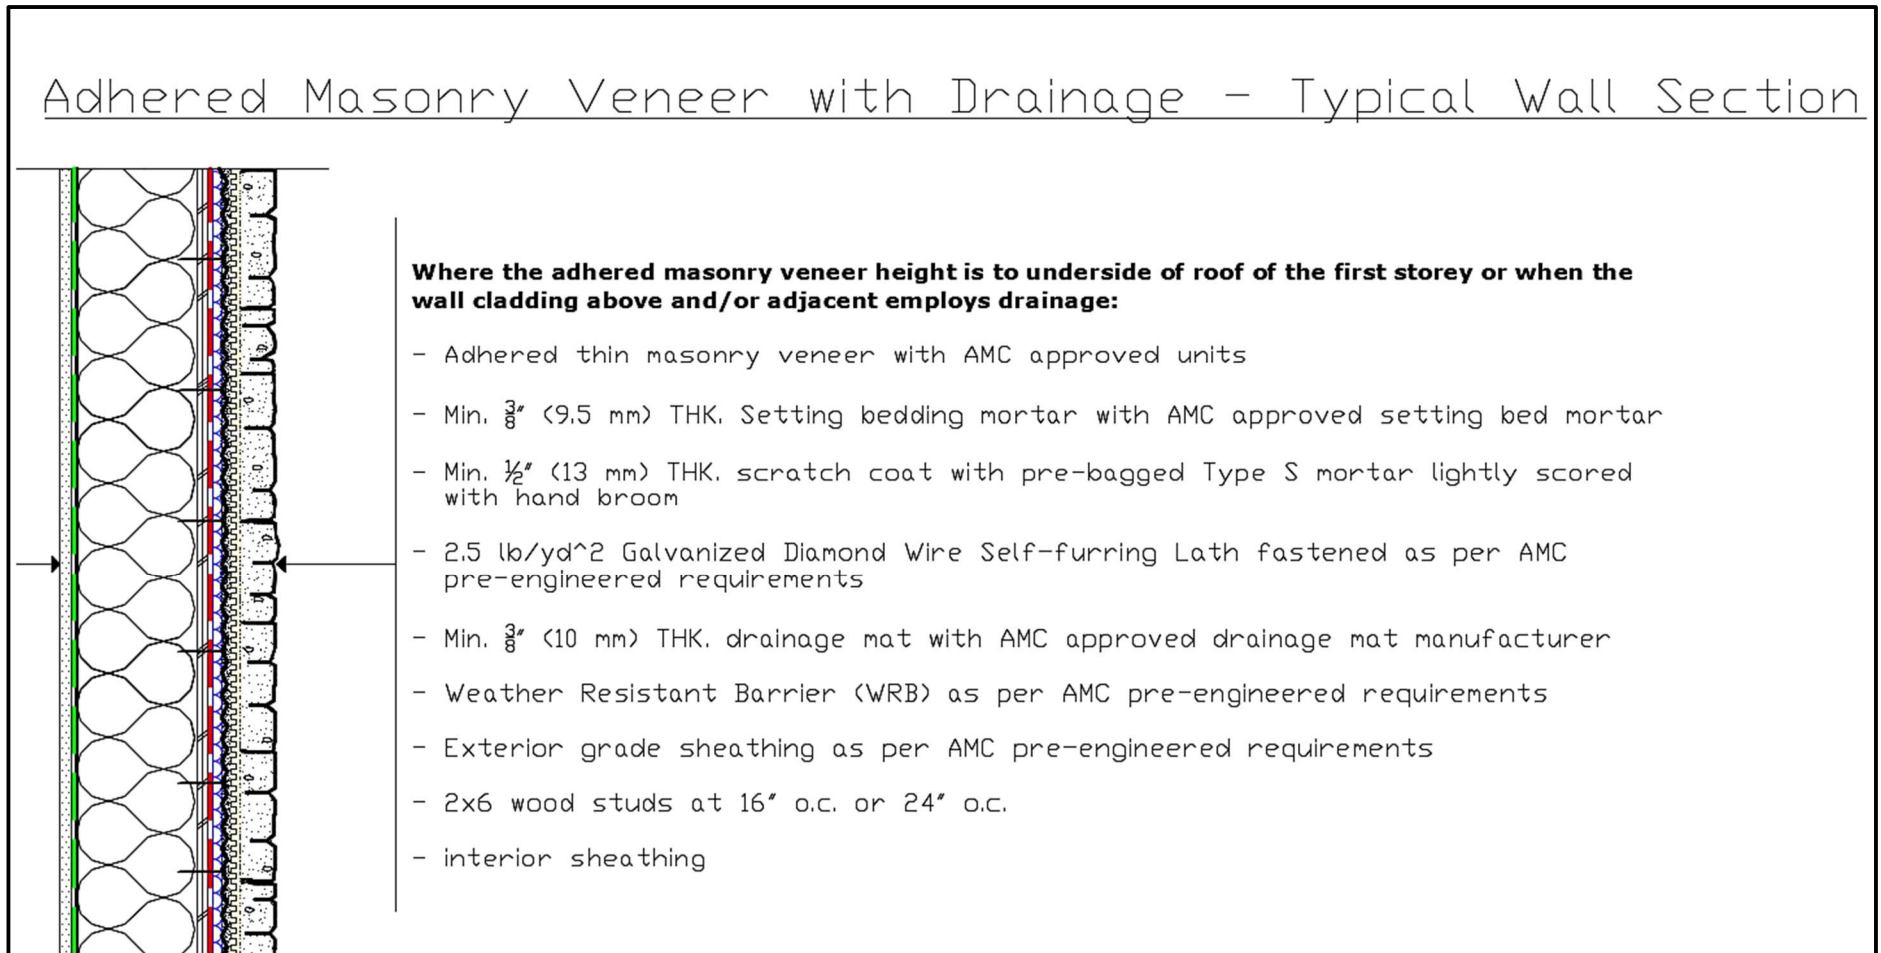 Adhered Masonry Veneer with Drainage - Typical Wall Section
Where the adhered masonry veneer height is to underside of roof of the first storey or when the
wall cladding above and/or adjacent employs drainage:
- Adhered thin masonry veneer with AMC approved units
- Min. ⅜" (9.5 mm) THK. Setting bedding mortar with AMC approved setting bed mortar
- Min. ½" (13 mm) THK. scratch coat with pre-bagged Type S mortar lightly scored
with hand broom
- 2.5 lb/yd^2 Galvanized Diamond Wire Self-furring Lath fastened as per AMC
pre-engineered requirements
- Min. ⅜" (10 mm) THK. drainage mat with AMC approved drainage mat manufacturer
- Weather Resistant Barrier (WRB) as per AMC pre-engineered requirements
- Exterior grade sheathing as per AMC pre-engineered requirements
- 2x6 wood studs at 16" o.c. or 24" o.c.
- interior sheathing